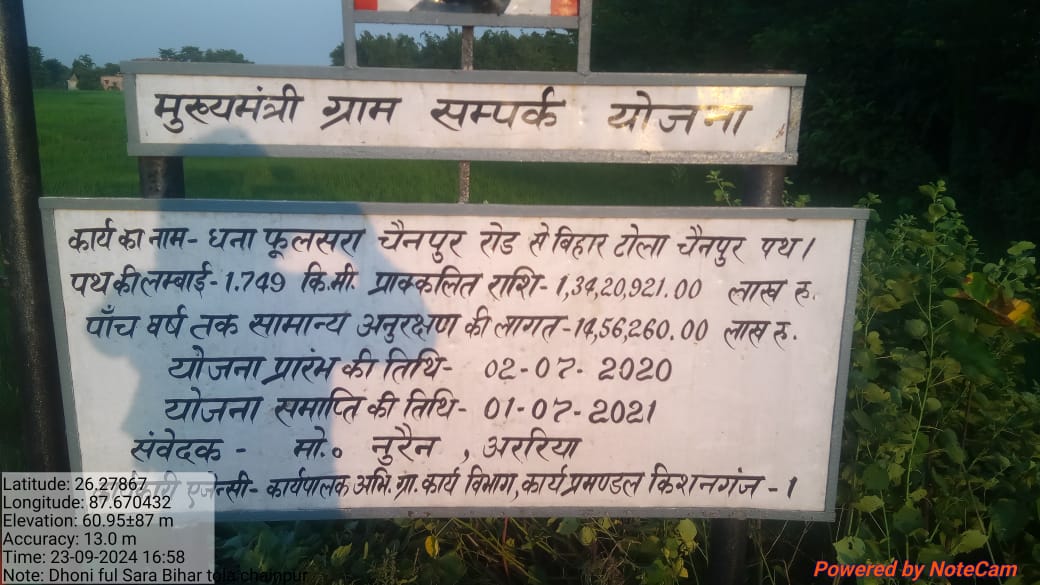 मुख्यमंत्री ग्राम सम्पर्क योजना
कार्य का नाम- धना फूलसरा चैनपुर रोड से बिहार टोला चैनपुर पथ।
पथ की लम्बाई- 1.749 कि.मी. प्राक्कलित राशि- 1,34,20,921.00 लाख रु.
पाँच वर्ष तक सामान्य अनुरक्षण की लागत-14,56,260.00 लाख रु.
योजना प्रारंभ की तिथि- 02-07-2020
योजना समाप्ति की तिथि- 01-07-2021
संवेदक - मो॰ नुरैन , अररिया
एजेन्सी- कार्यपालक अभि. ग्रा. कार्य विभाग, कार्य प्रमण्डल किशनगंज - 1
Latitude: 26.27867
Longitude: 87.670432
Elevation: 60.95±87 m
Accuracy: 13.0 m
Time: 23-09-2024 16:58
Note: Dhoni ful Sara Bihar tola chainpur
Powered by NoteCam